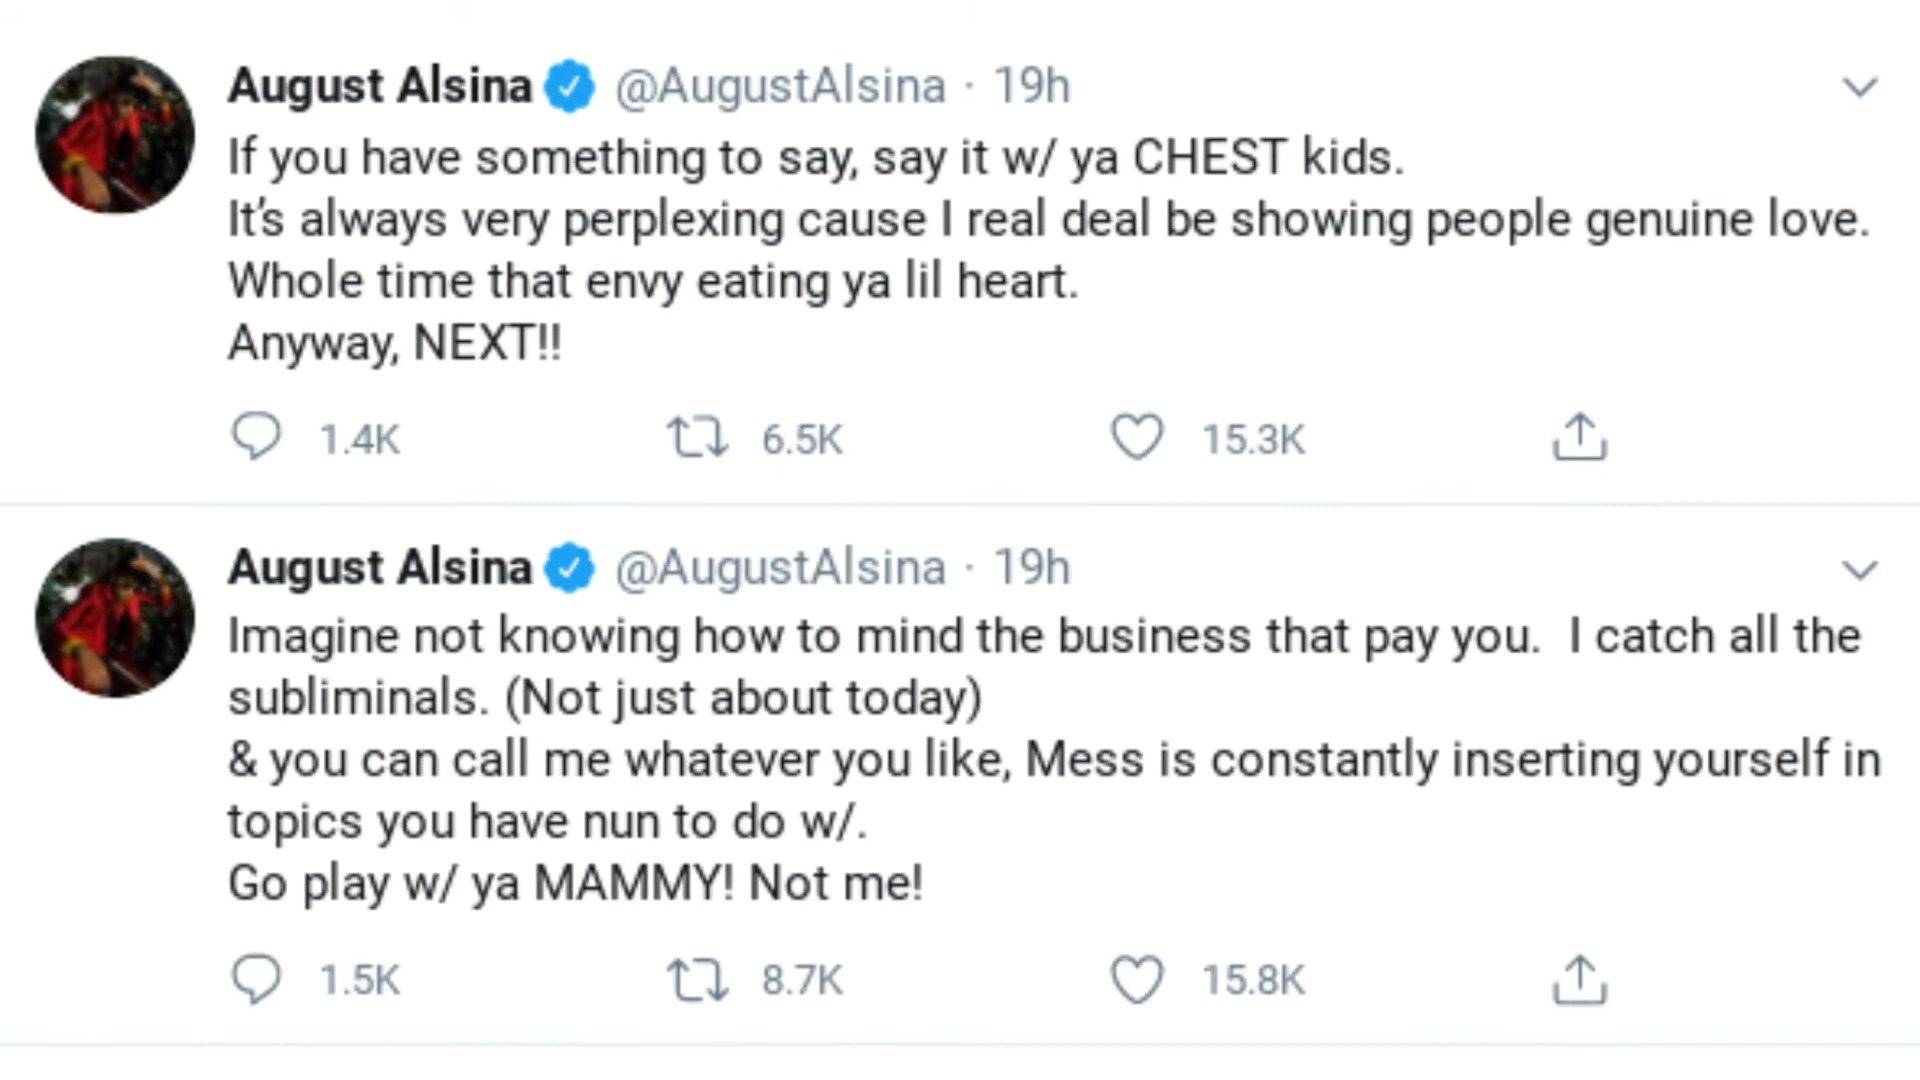 August Alsina @AugustAlsina · 19h
If you have something to say, say it w/ ya CHEST kids.
It's always very perplexing cause I real deal be showing people genuine love.
Whole time that envy eating ya lil heart.
Anyway, NEXT!!
1.4K 6.5K 15.3K
August Alsina @AugustAlsina · 19h
Imagine not knowing how to mind the business that pay you.  I catch all the
subliminals. (Not just about today)
& you can call me whatever you like, Mess is constantly inserting yourself in
topics you have nun to do w/.
Go play w/ ya MAMMY! Not me!
1.5K 8.7K 15.8K